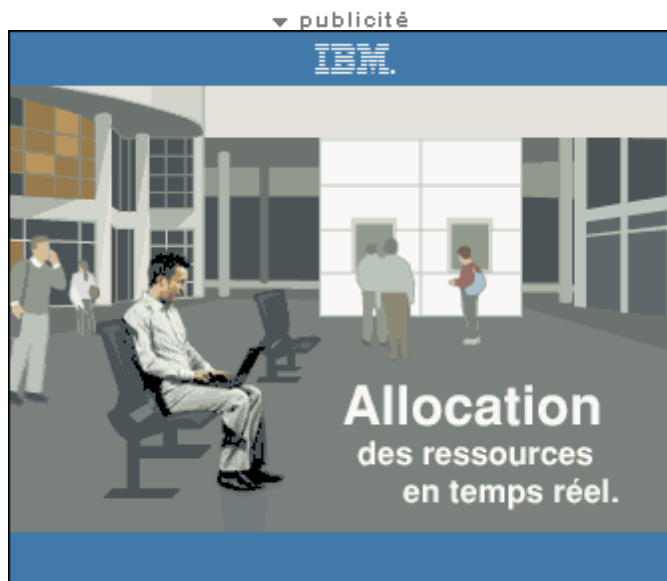 publicité
IBM.
Allocation
des ressources
en temps réel.